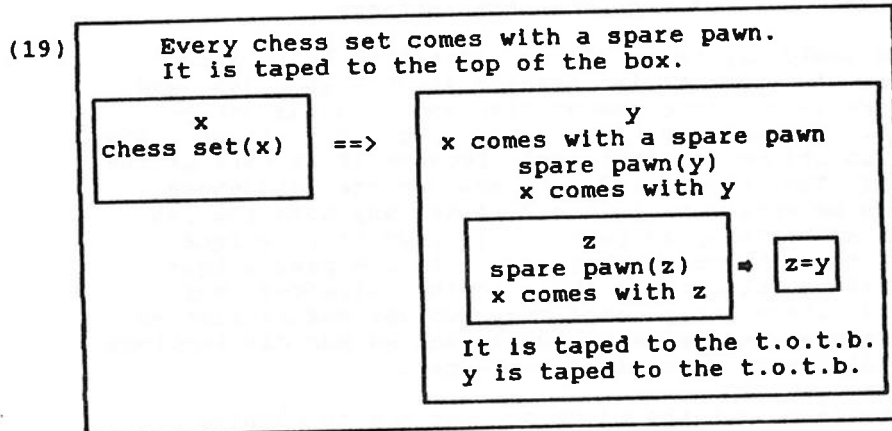 (19)
Every chess set comes with a spare pawn.
It is taped to the top of the box.
x
chess set(x)
==>
y
x comes with a spare pawn
spare pawn(y)
x comes with y
z
spare pawn(z)
x comes with z
⇒
z=y
It is taped to the t.o.t.b.
y is taped to the t.o.t.b.